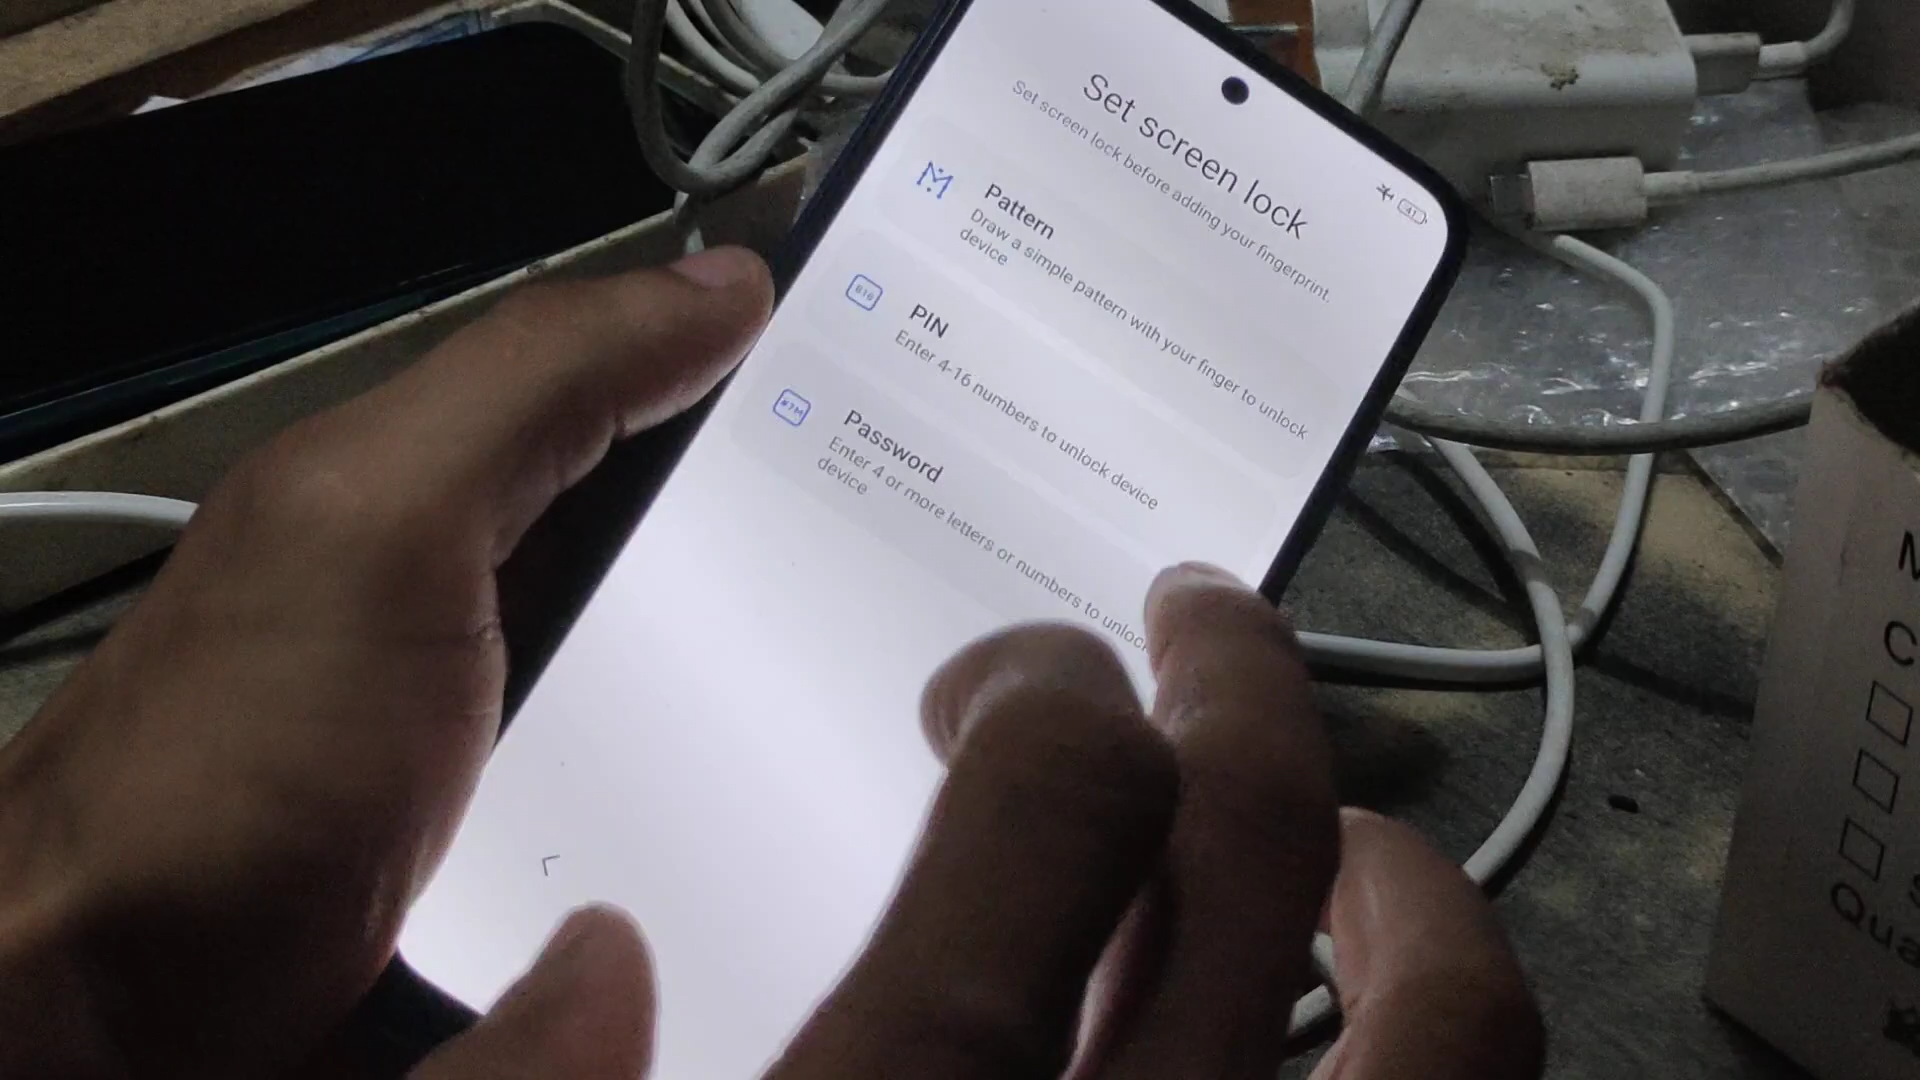 Set screen lock
Set screen lock before adding your fingerprint.
Pattern
Draw a simple pattern with your finger to unlock
device
PIN
Enter 4-16 numbers to unlock device
Password
Enter 4 or more letters or numbers to unlock
device
41
M
C
Qua